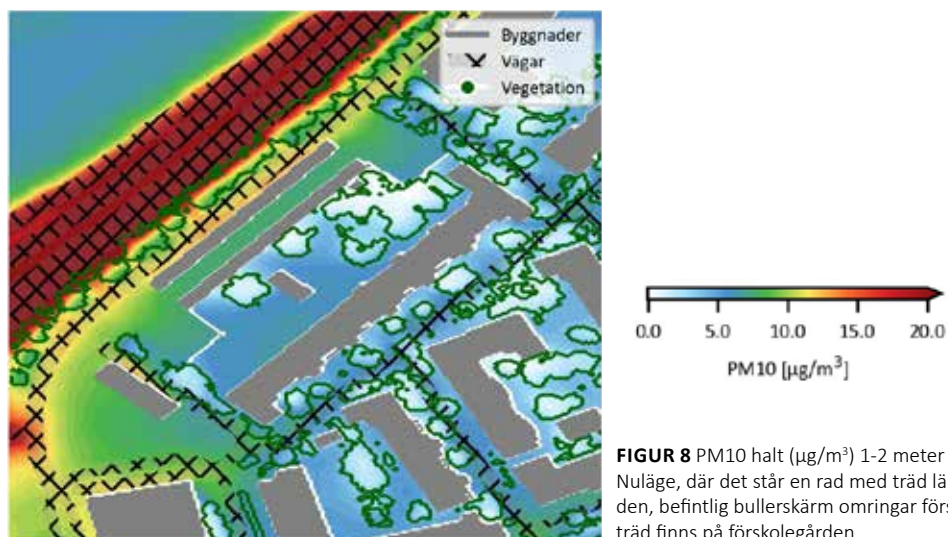 Byggnader
Vägar
Vegetation
0.0 5.0 10.0 15.0 20.0
PM10 [µg/m³]
FIGUR 8 PM10 halt (µg/m³) 1-2 meter
Nuläge, där det står en rad med träd
den, befintlig bullerskärm omringar
träd finns på förskolegården